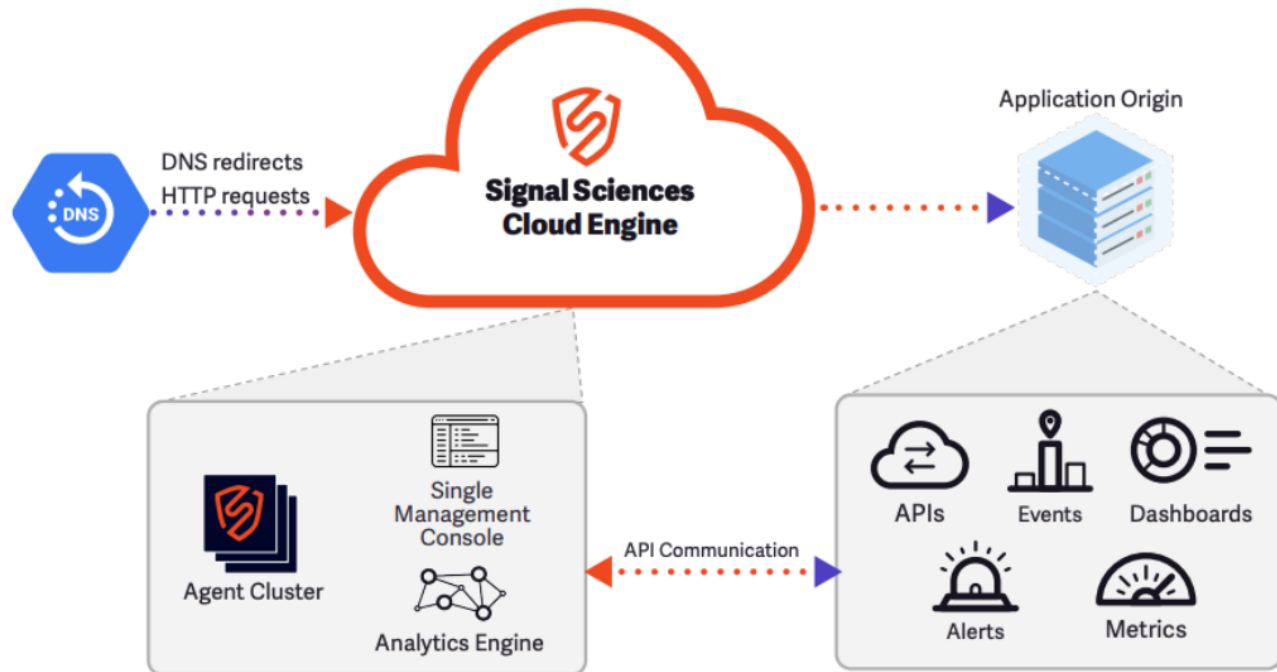 Application Origin
DNS redirects
HTTP requests
DNS
Signal Sciences
Cloud Engine
Single
Management
Console
Agent Cluster
Analytics Engine
API Communication
APIs
Events
Dashboards
Alerts
Metrics